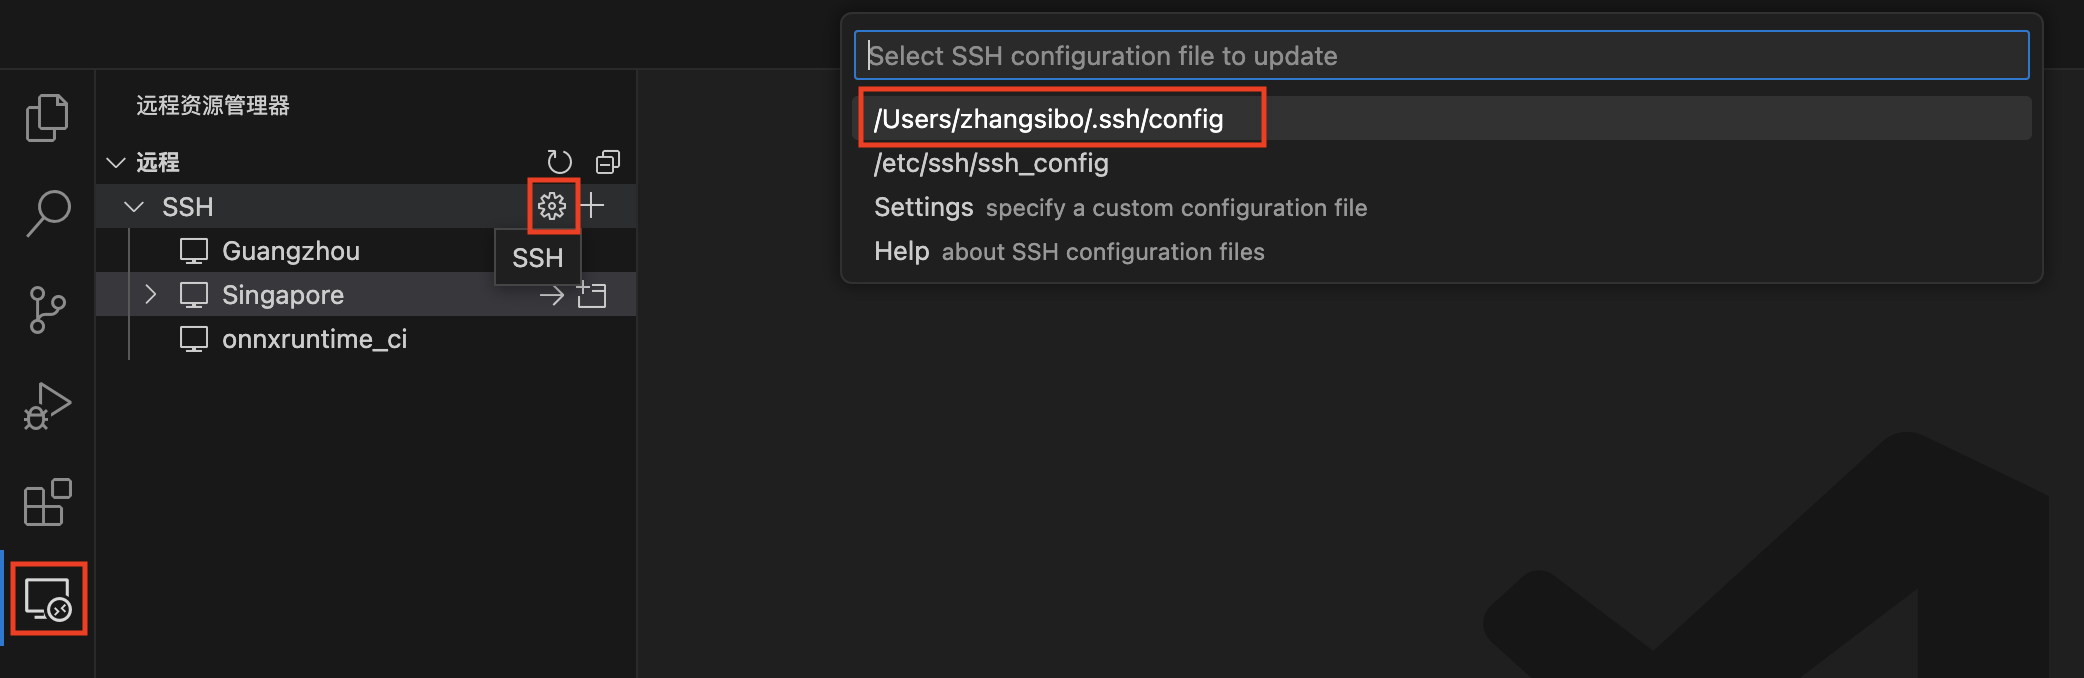 远程资源管理器
远程
SSH
Guangzhou
SSH
Singapore
onnxruntime_ci
Select SSH configuration file to update
/Users/zhangsibo/.ssh/config
/etc/ssh/ssh_config
Settings specify a custom configuration file
Help about SSH configuration files